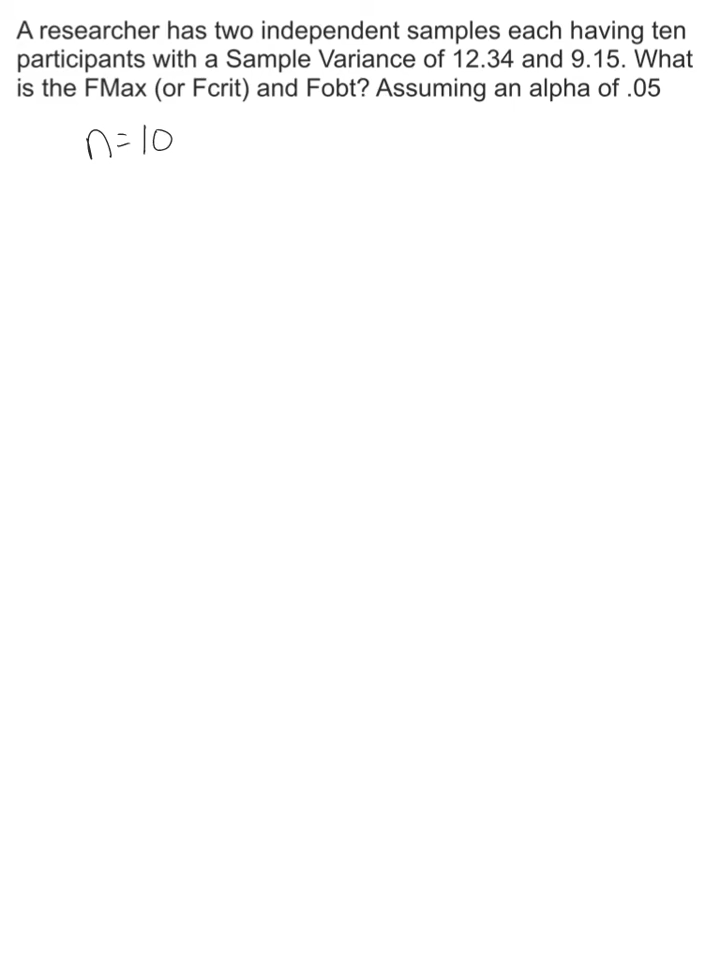 A researcher has two independent samples each having ten
participants with a Sample Variance of 12.34 and 9.15. What
is the FMax (or Fcrit) and Fobt? Assuming an alpha of .05
n=10